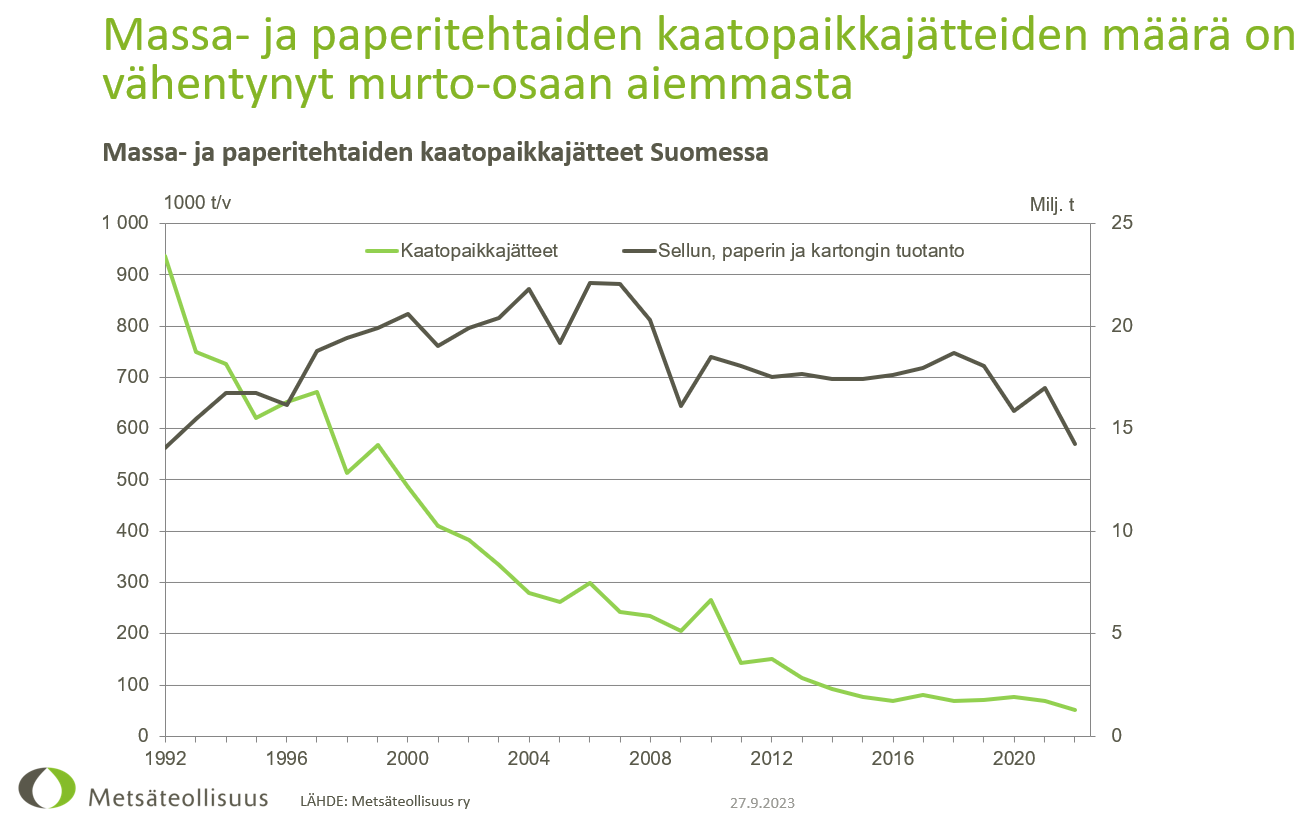 Massa- ja paperitehtaiden kaatopaikkajätteiden määrä on
vähentynyt murto-osaan aiemmasta
Massa- ja paperitehtaiden kaatopaikkajätteet Suomessa
1000 t/v
Milj. t
Kaatopaikkajätteet
Sellun, paperin ja kartongin tuotanto
1 000
900
800
700
600
500
400
300
200
100
0
25
20
15
10
5
0
1992 1996 2000 2004 2008 2012 2016 2020
Metsäteollisuus
LÄHDE: Metsäteollisuus ry
27.9.2023